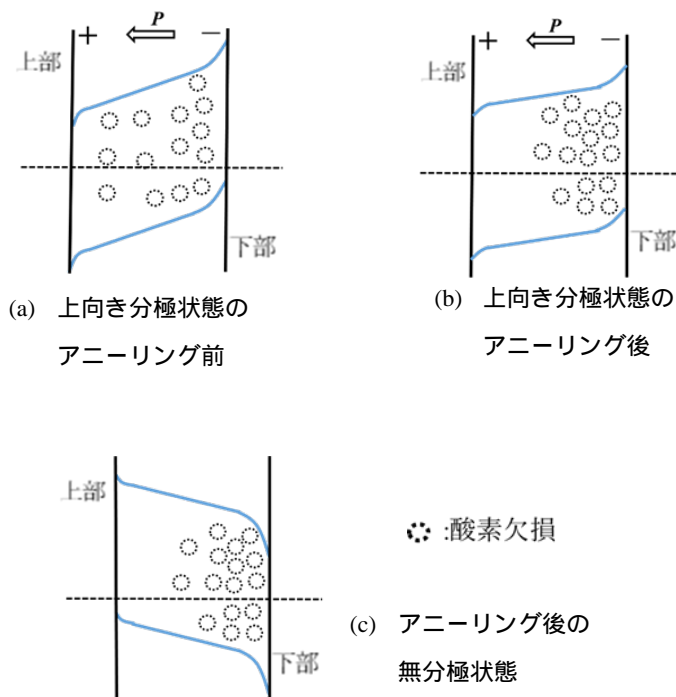 P
+ −
上部
下部
(a) 上向き分極状態の
アニーリング前
P
+ −
上部
下部
(b) 上向き分極状態の
アニーリング後
上部
下部
:酸素欠損
(c) アニーリング後の
無分極状態